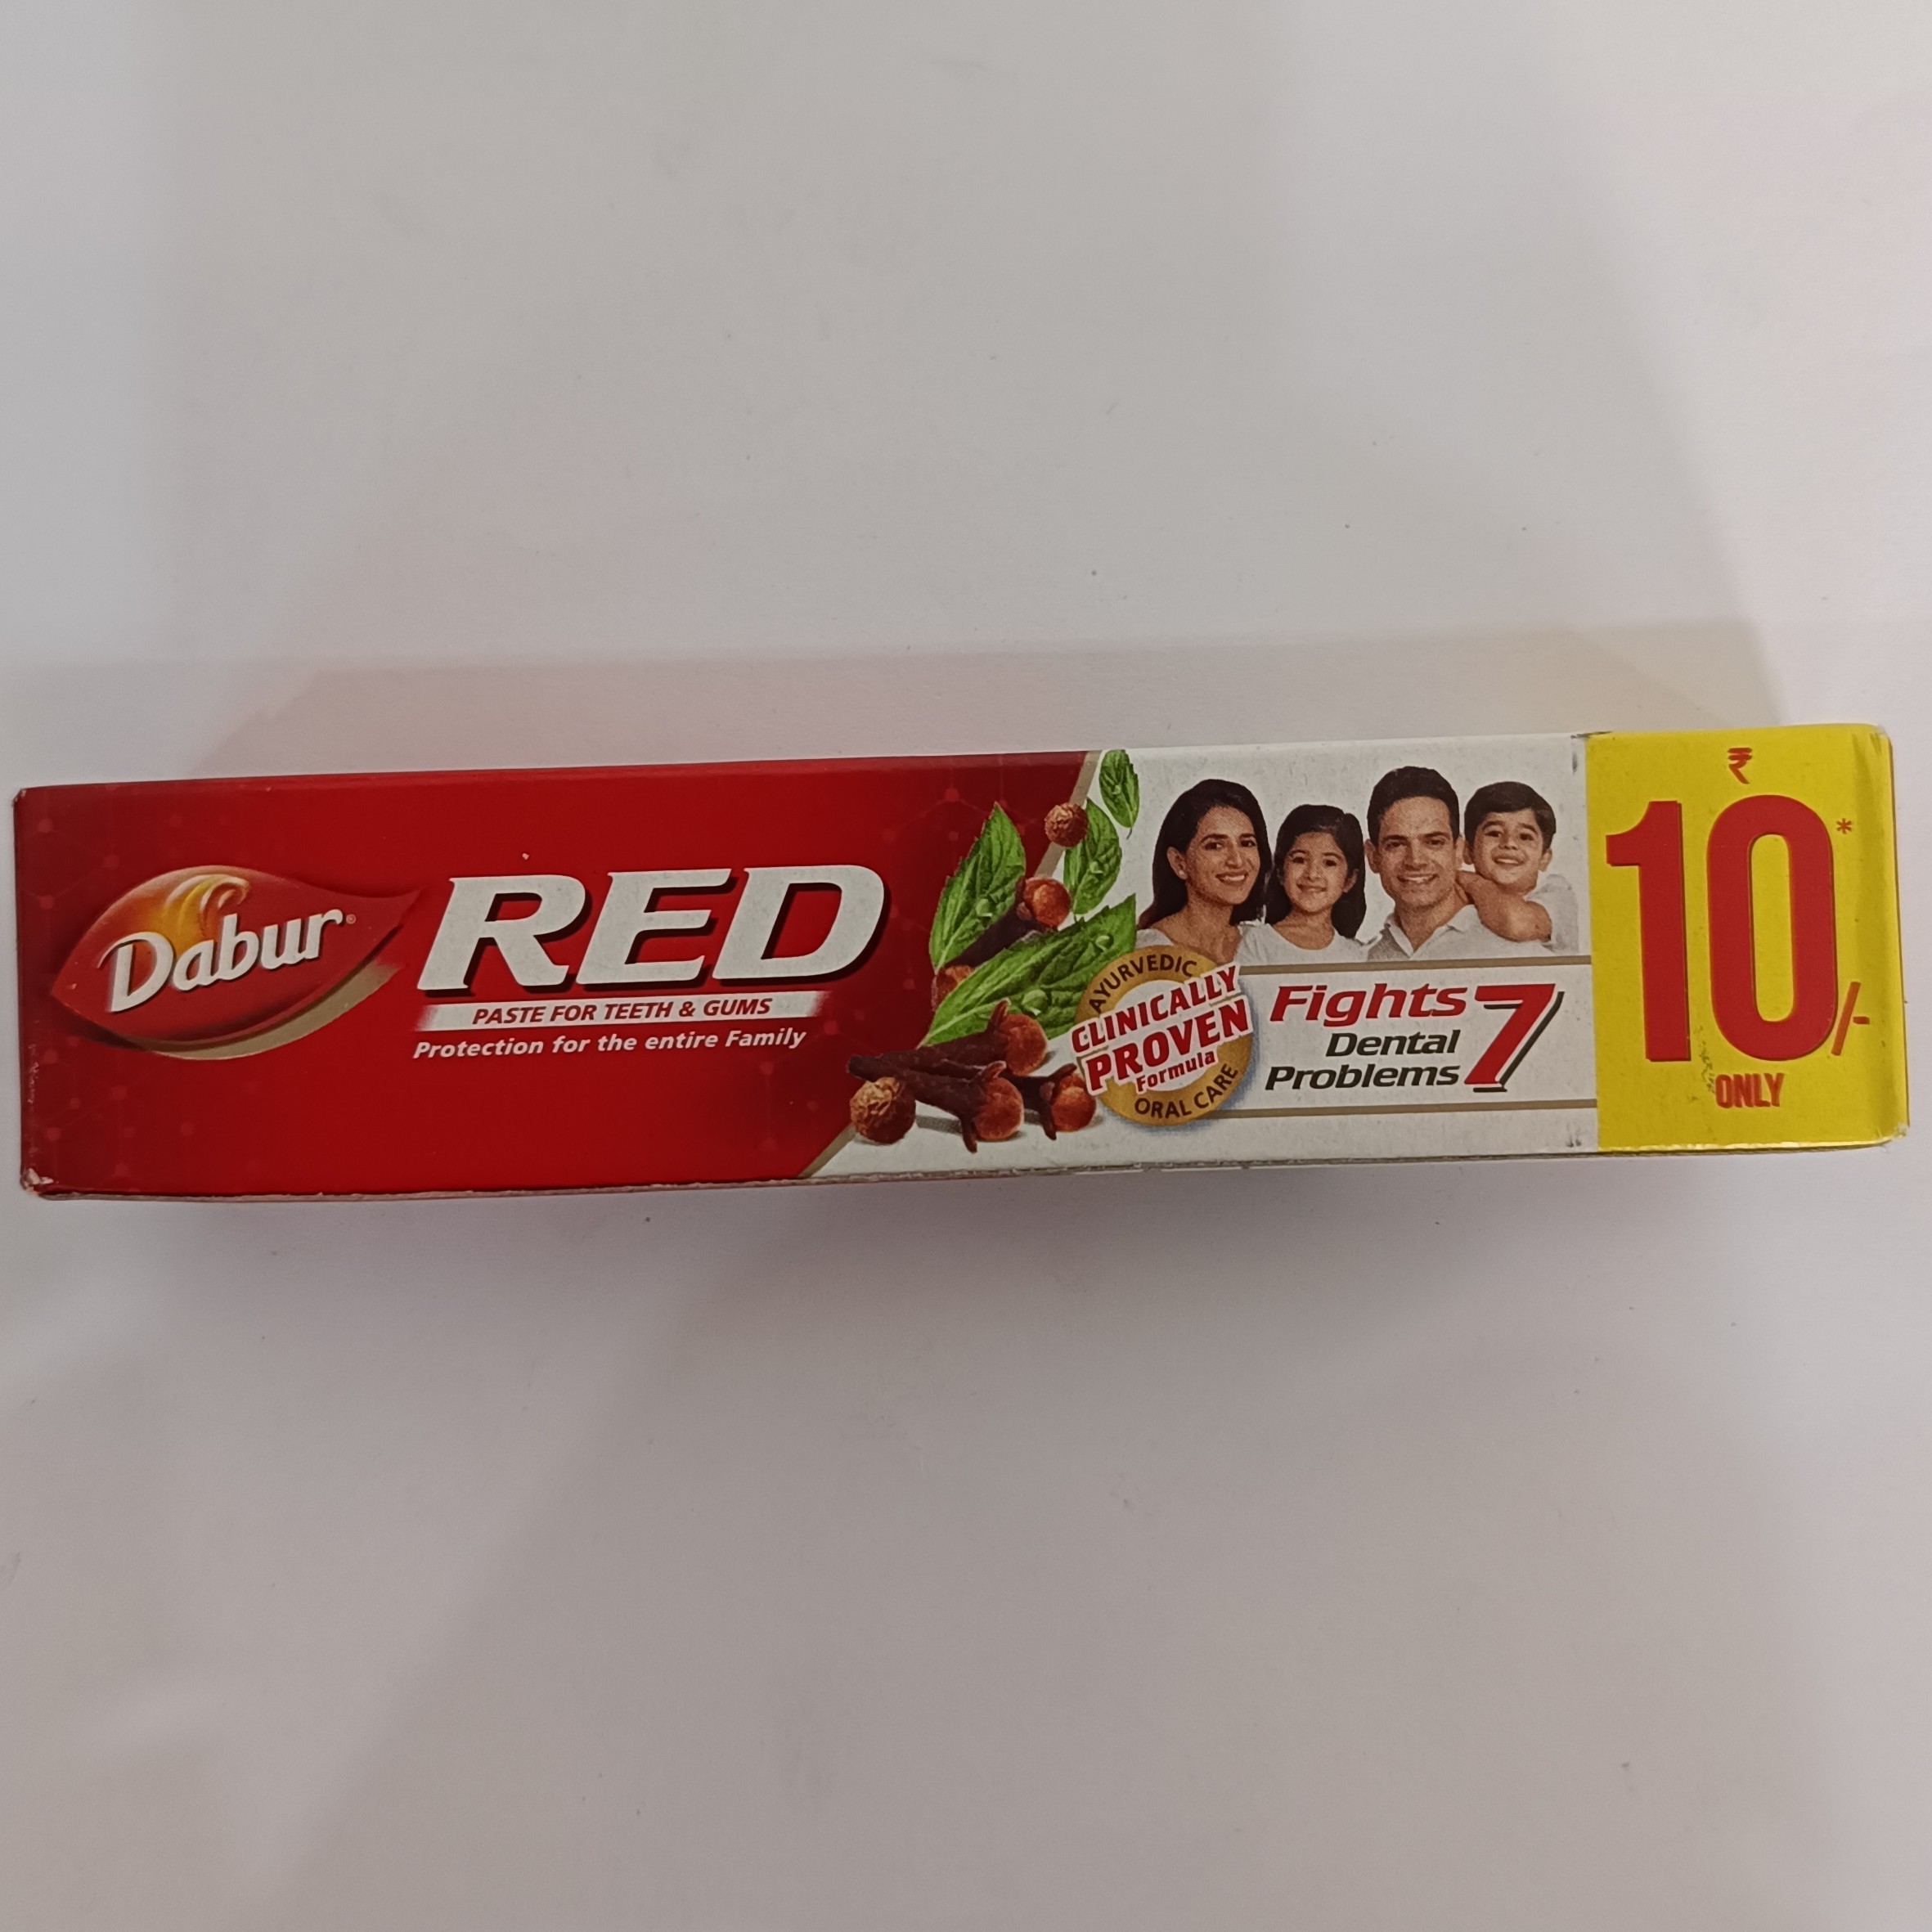 Dabur®
RED
PASTE FOR TEETH & GUMS
Protection for the entire Family
AYURVEDIC
CLINICALLY
PROVEN
Formula
ORAL CARE
Fights 7
Dental
Problems
₹
10*/-
ONLY